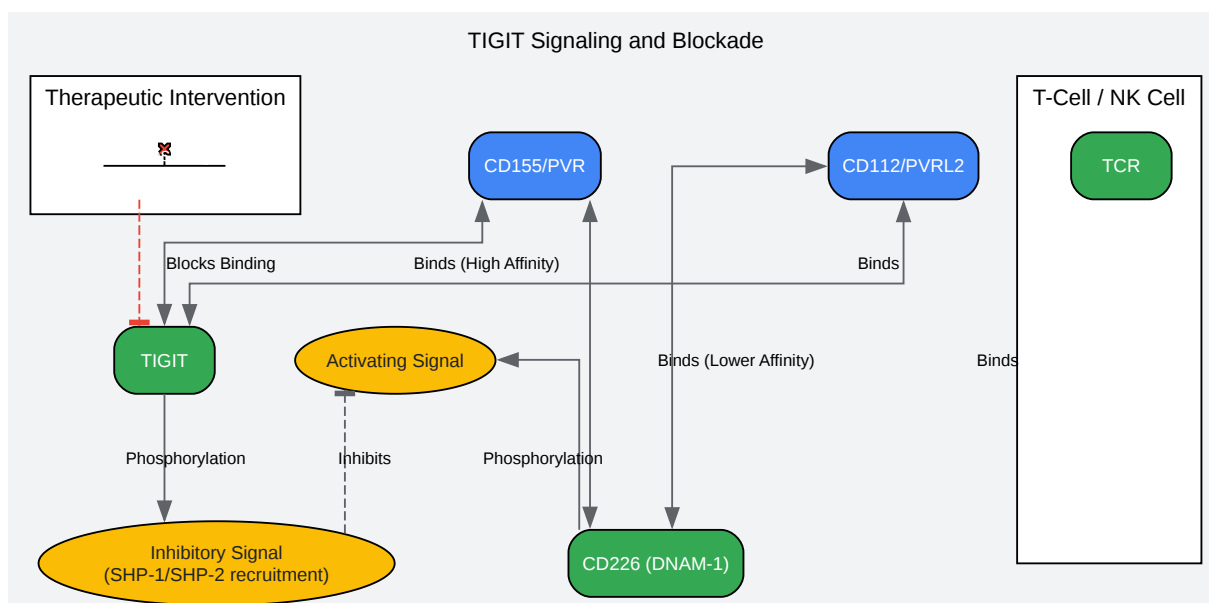 TIGIT Signaling and Blockade
Therapeutic Intervention
T-Cell / NK Cell
CD155/PVR
CD112/PVRL2
TCR
Blocks Binding
Binds (High Affinity)
Binds
TIGIT
Activating Signal
Binds (Lower Affinity)
Binds
Phosphorylation
Inhibits
Phosphorylation
Inhibitory Signal
(SHP-1/SHP-2 recruitment)
CD226 (DNAM-1)